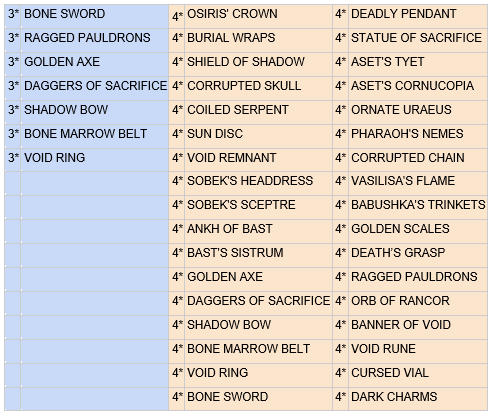 3* BONE SWORD 4* OSIRIS' CROWN 4* DEADLY PENDANT
3* RAGGED PAULDRONS 4* BURIAL WRAPS 4* STATUE OF SACRIFICE
3* GOLDEN AXE 4* SHIELD OF SHADOW 4* ASET'S TYET
3* DAGGERS OF SACRIFICE 4* CORRUPTED SKULL 4* ASET'S CORNUCOPIA
3* SHADOW BOW 4* COILED SERPENT 4* ORNATE URAEUS
3* BONE MARROW BELT 4* SUN DISC 4* PHARAOH'S NEMES
3* VOID RING 4* VOID REMNANT 4* CORRUPTED CHAIN
4* SOBEK'S HEADDRESS 4* VASILISA'S FLAME
4* SOBEK'S SCEPTRE 4* BABUSHKA'S TRINKETS
4* ANKH OF BAST 4* GOLDEN SCALES
4* BAST'S SISTRUM 4* DEATH'S GRASP
4* GOLDEN AXE 4* RAGGED PAULDRONS
4* DAGGERS OF SACRIFICE 4* ORB OF RANCOR
4* SHADOW BOW 4* BANNER OF VOID
4* BONE MARROW BELT 4* VOID RUNE
4* VOID RING 4* CURSED VIAL
4* BONE SWORD 4* DARK CHARMS